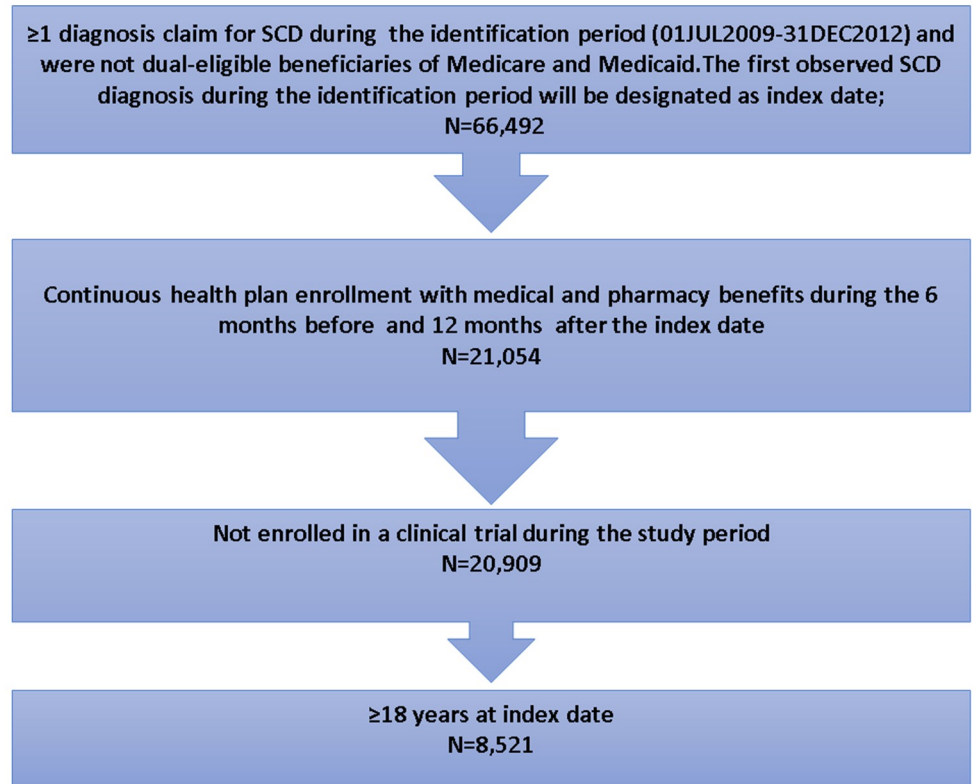 ≥1 diagnosis claim for SCD during the identification period (01JUL2009-31DEC2012) and
were not dual-eligible beneficiaries of Medicare and Medicaid.The first observed SCD
diagnosis during the identification period will be designated as index date;
N=66,492
Continuous health plan enrollment with medical and pharmacy benefits during the 6
months before and 12 months after the index date
N=21,054
Not enrolled in a clinical trial during the study period
N=20,909
≥18 years at index date
N=8,521